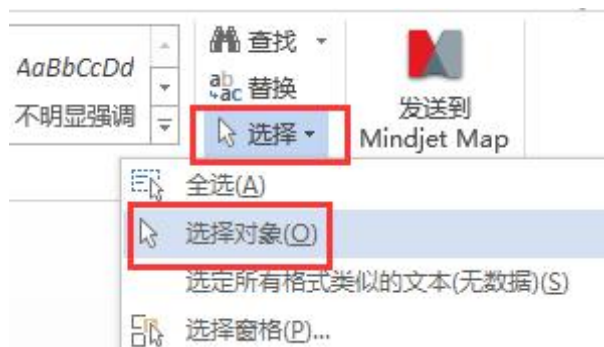 AaBbCcDd
不明显强调
查找
替换
选择
发送到
Mindjet Map
全选(A)
选择对象(O)
选定所有格式类似的文本(无数据)(S)
选择窗格(P)...